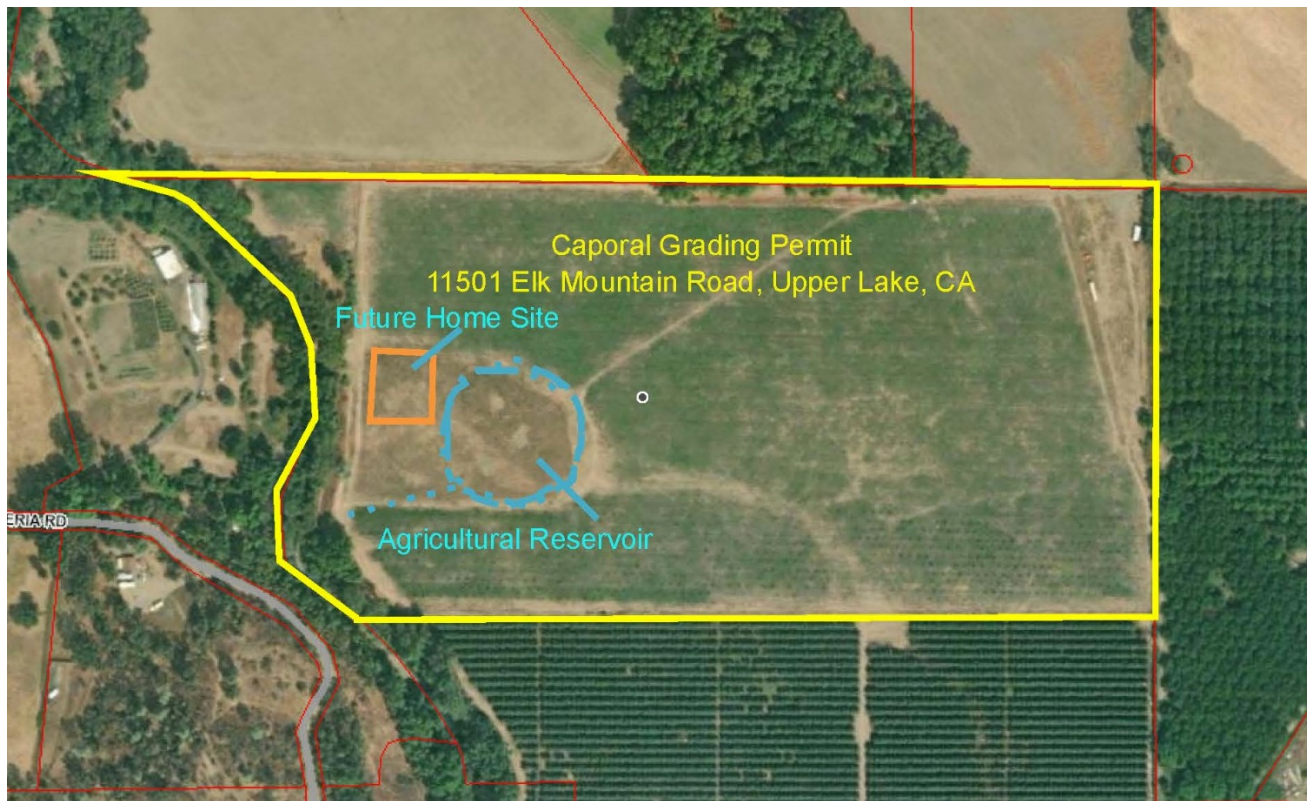 Caporal Grading Permit
11501 Elk Mountain Road, Upper Lake, CA
Future Home Site
ERIA RD
Agricultural Reservoir